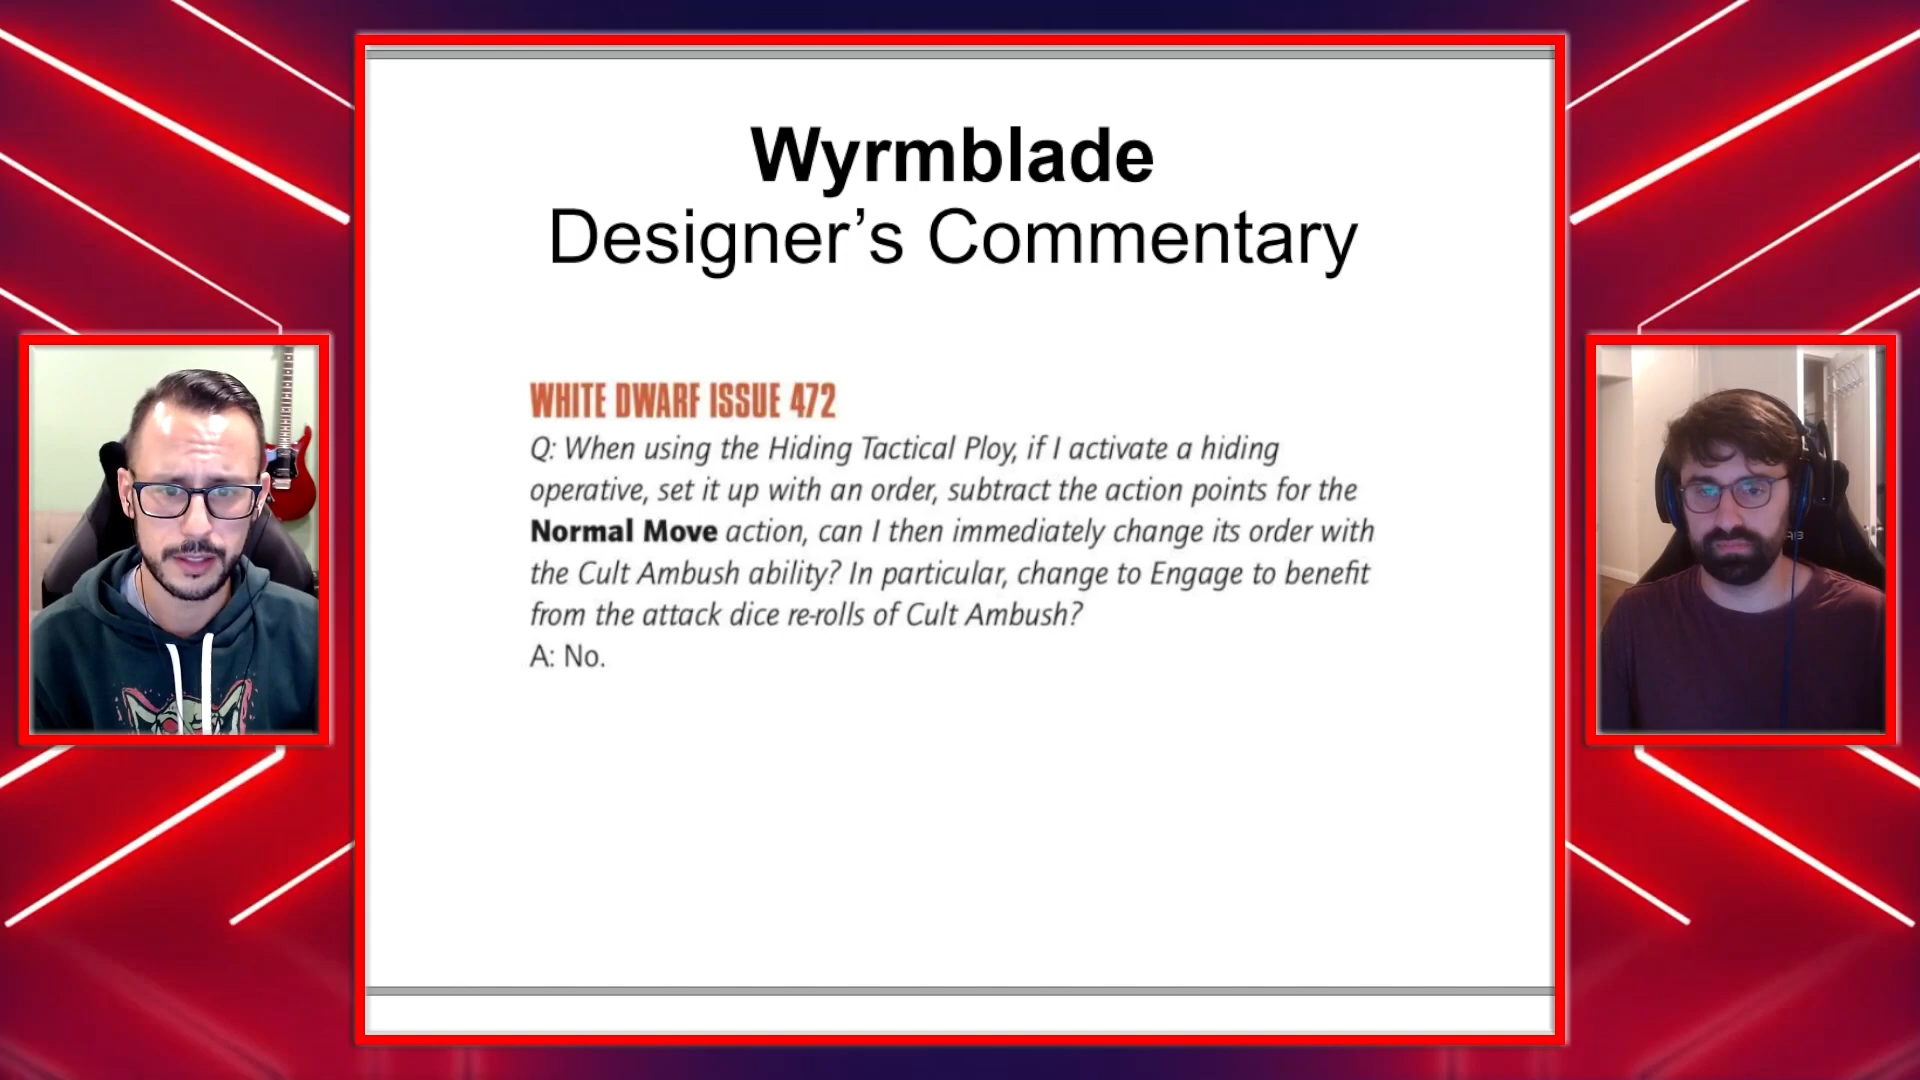 Wyrmblade
Designer’s Commentary
WHITE DWARF ISSUE 472
Q: When using the Hiding Tactical Ploy, if I activate a hiding
operative, set it up with an order, subtract the action points for the
Normal Move action, can I then immediately change its order with
the Cult Ambush ability? In particular, change to Engage to benefit
from the attack dice re-rolls of Cult Ambush?
A: No.